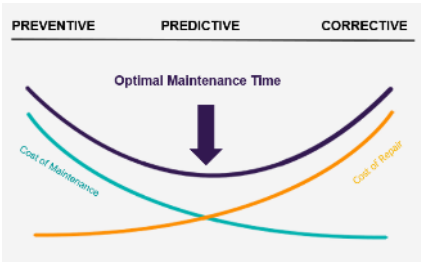 PREVENTIVE PREDICTIVE CORRECTIVE
Optimal Maintenance Time
Cost of Maintenance
Cost of Repair